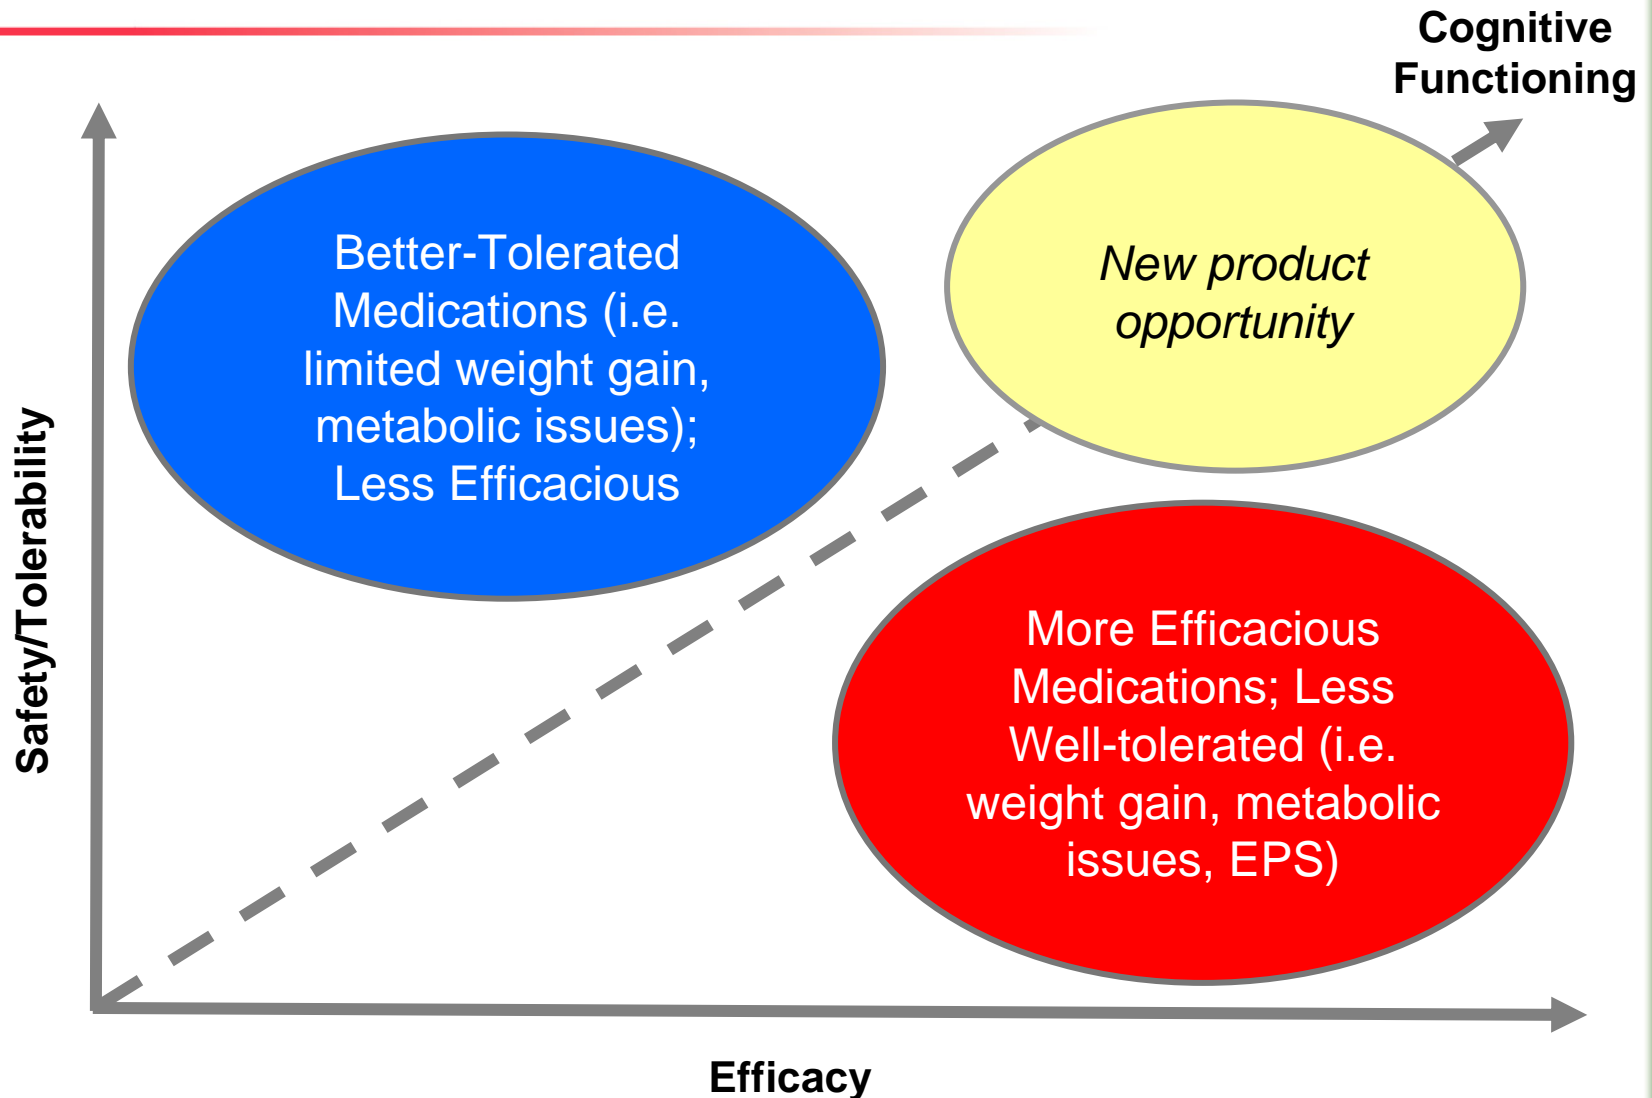 Cognitive
Functioning
Better-Tolerated
Medications (i.e.
limited weight gain,
metabolic issues);
Less Efficacious
New product
opportunity
More Efficacious
Medications; Less
Well-tolerated (i.e.
weight gain, metabolic
issues, EPS)
Safety/Tolerability
Efficacy